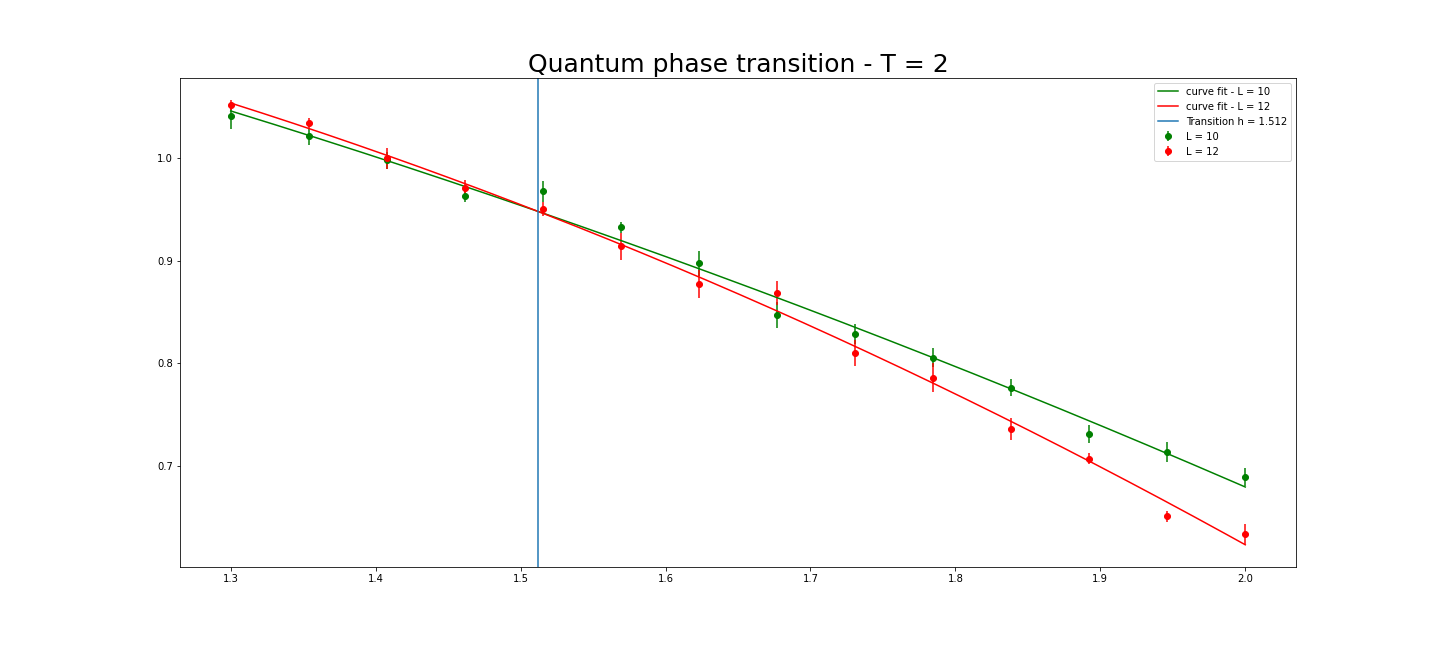 Quantum phase transition - T = 2
curve fit - L = 10
curve fit - L = 12
Transition h = 1.512
L = 10
L = 12
1.0
0.9
0.8
0.7
1.3 1.4 1.5 1.6 1.7 1.8 1.9 2.0